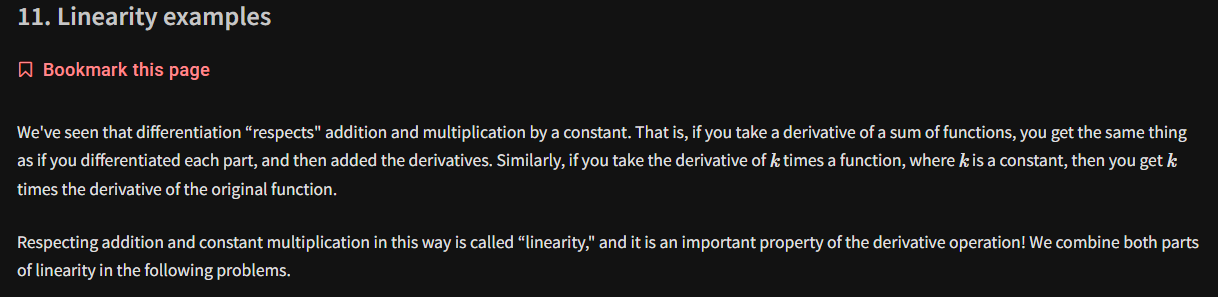 11. Linearity examples
Bookmark this page
We've seen that differentiation “respects" addition and multiplication by a constant. That is, if you take a derivative of a sum of functions, you get the same thing
as if you differentiated each part, and then added the derivatives. Similarly, if you take the derivative of k times a function, where k is a constant, then you get k
times the derivative of the original function.
Respecting addition and constant multiplication in this way is called “linearity," and it is an important property of the derivative operation! We combine both parts
of linearity in the following problems.